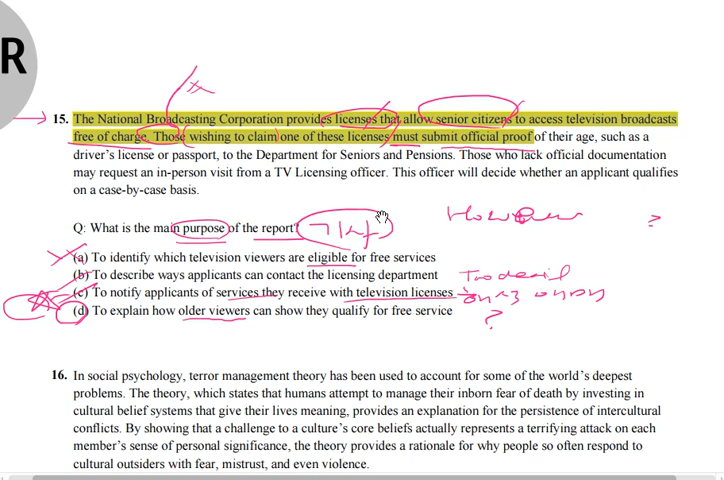 R
15. The National Broadcasting Corporation provides licenses that allow senior citizens to access television broadcasts
free of charge. Those wishing to claim one of these licenses must submit official proof of their age, such as a
driver's license or passport, to the Department for Seniors and Pensions. Those who lack official documentation
may request an in-person visit from a TV Licensing officer. This officer will decide whether an applicant qualifies
on a case-by-case basis.
Q: What is the main purpose of the report?
However ?
(a) To identify which television viewers are eligible for free services
(b) To describe ways applicants can contact the licensing department
(c) To notify applicants of services they receive with television licenses
(d) To explain how older viewers can show they qualify for free service
?
16. In social psychology, terror management theory has been used to account for some of the world's deepest
problems. The theory, which states that humans attempt to manage their inborn fear of death by investing in
cultural belief systems that give their lives meaning, provides an explanation for the persistence of intercultural
conflicts. By showing that a challenge to a culture's core beliefs actually represents a terrifying attack on each
member's sense of personal significance, the theory provides a rationale for why people so often respond to
cultural outsiders with fear, mistrust, and even violence.